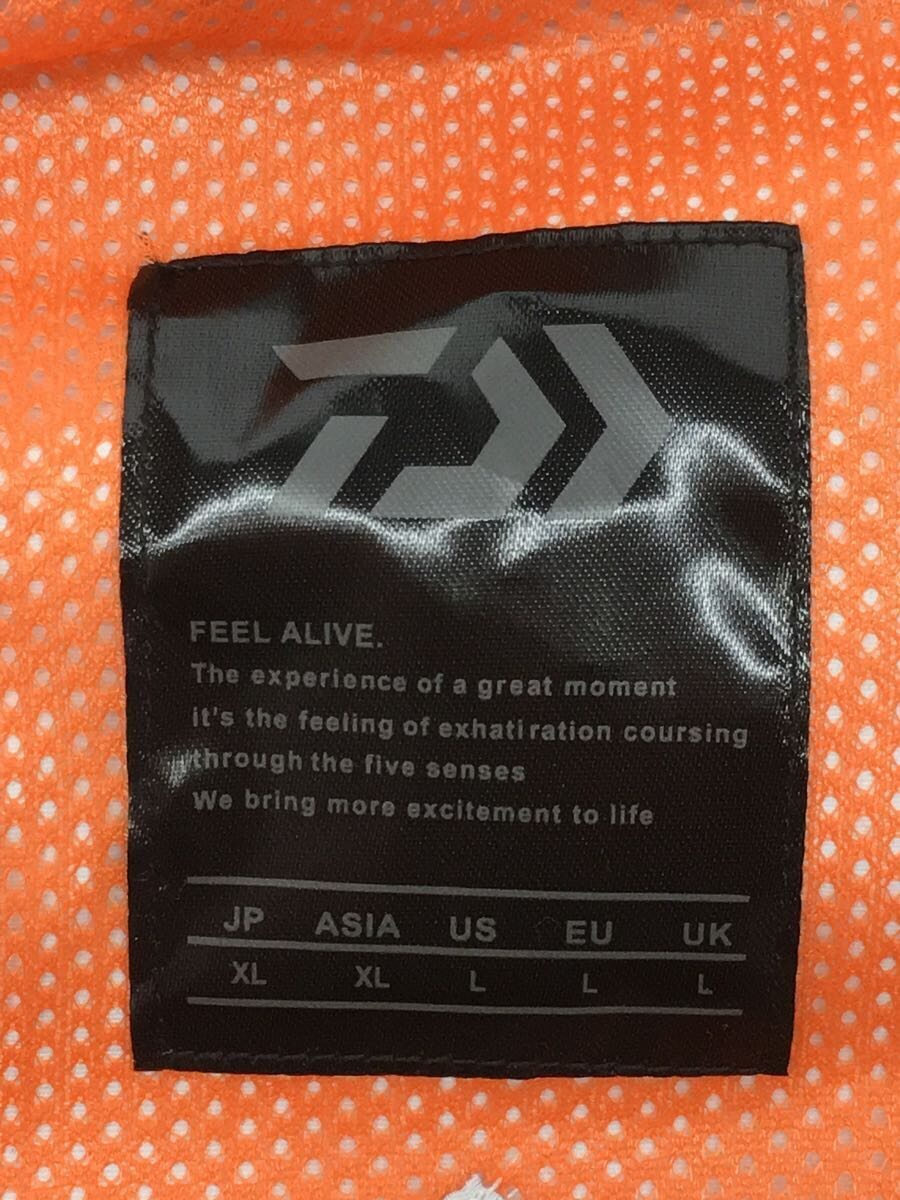 FEEL ALIVE.
The experience of a great moment
it's the feeling of exhatiration coursing
through the five senses
We bring more excitement to life
JP ASIA US EU UK
XL XL L L L